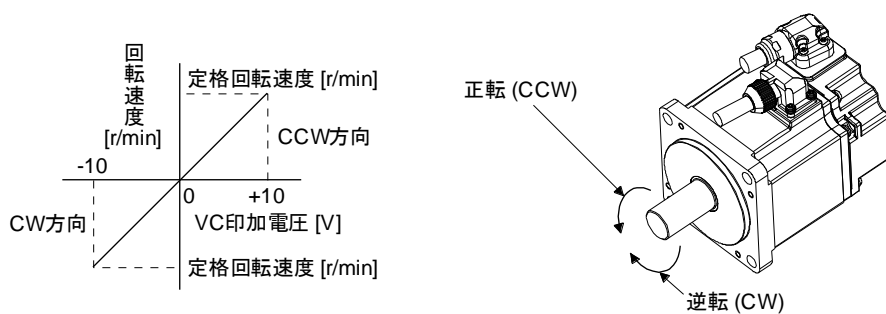 回転速度
[r/min]
定格回転速度 [r/min]
CCW方向
-10
0
+10
CW方向
VC印加電圧 [V]
定格回転速度 [r/min]
正転 (CCW)
逆転 (CW)